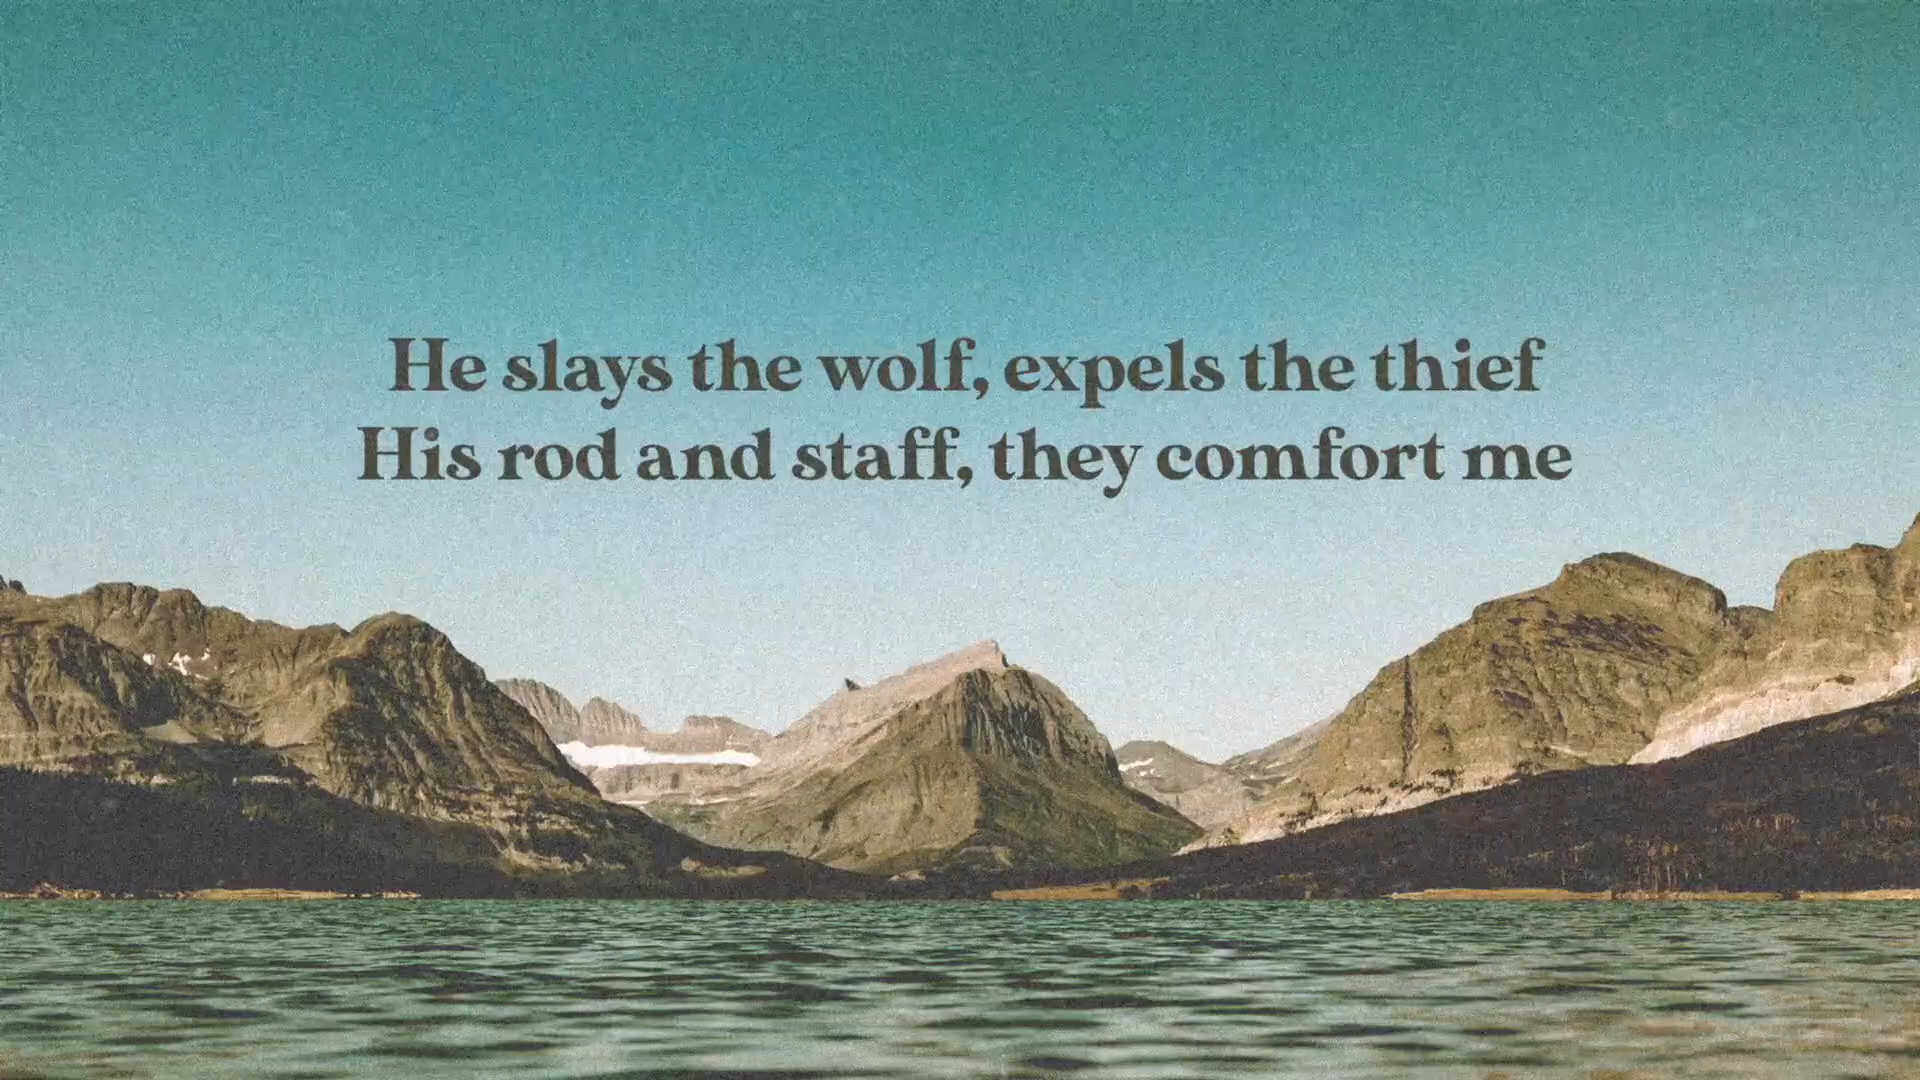 He slays the wolf, expels the thief
His rod and staff, they comfort me